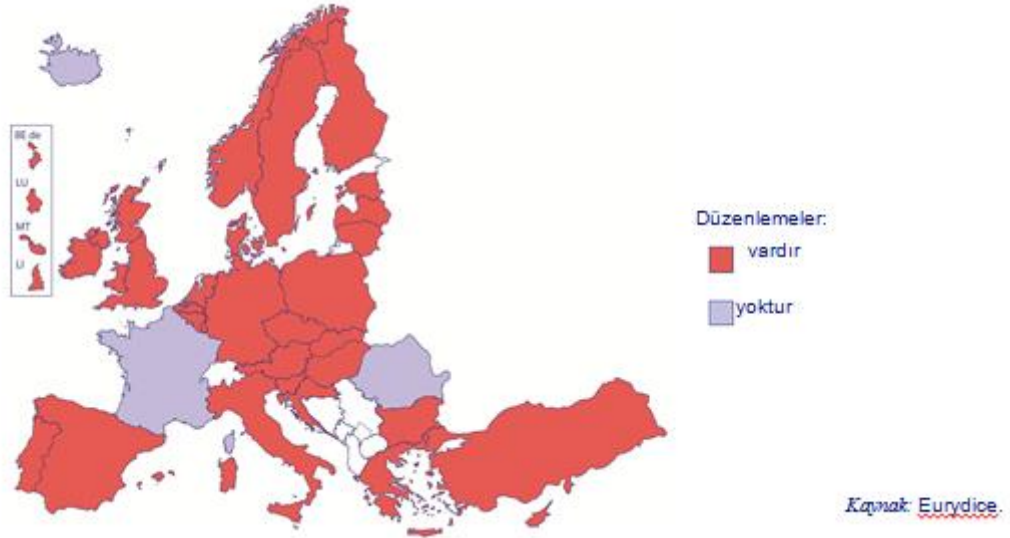 BE de
LU
MT
LI
Düzenlemeler:
vardır
yoktur
Kaynak: Eurydice.